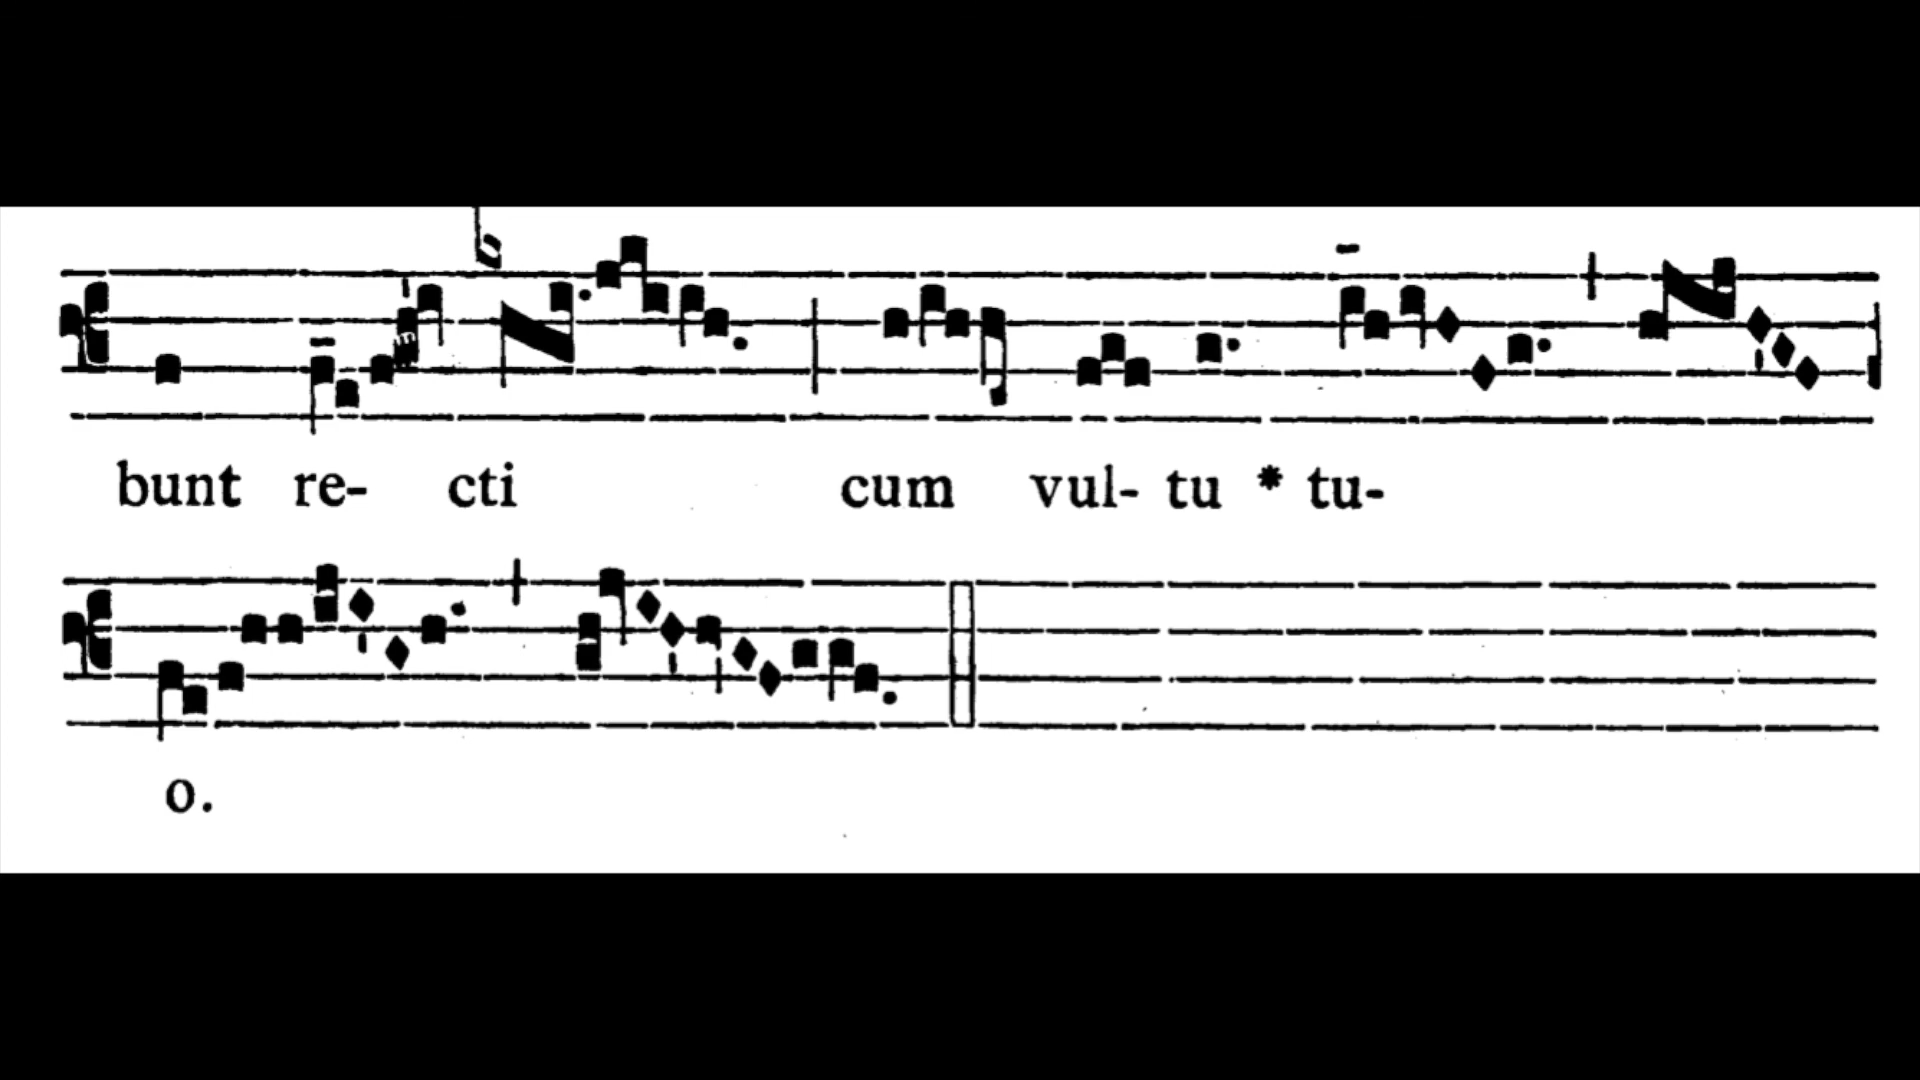 bunt re- cti cum vul- tu * tu-
o.